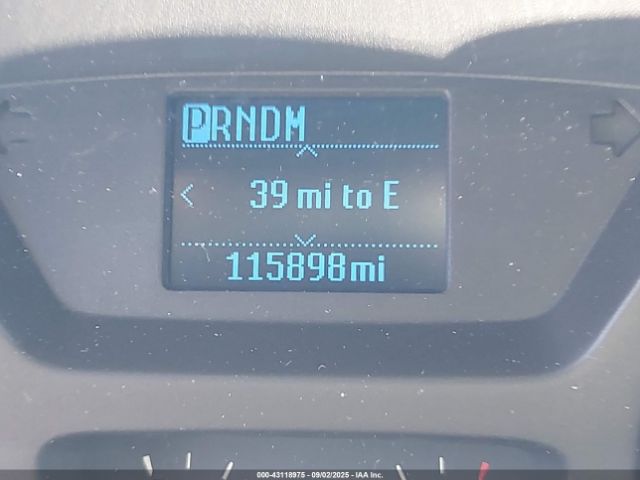 PRNDM
39 mi to E
115898mi
000-43118975 - 09/02/2025 - IAA Inc.